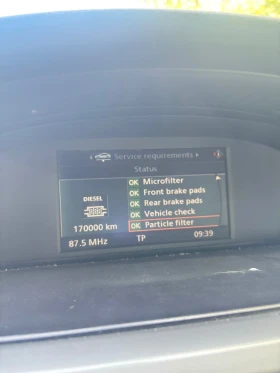 Service requirements
Status
OK Microfilter
OK Front brake pads
OK Rear brake pads
OK Vehicle check
OK Particle filter
DIESEL
170000 km
87.5 MHz TP 09:39